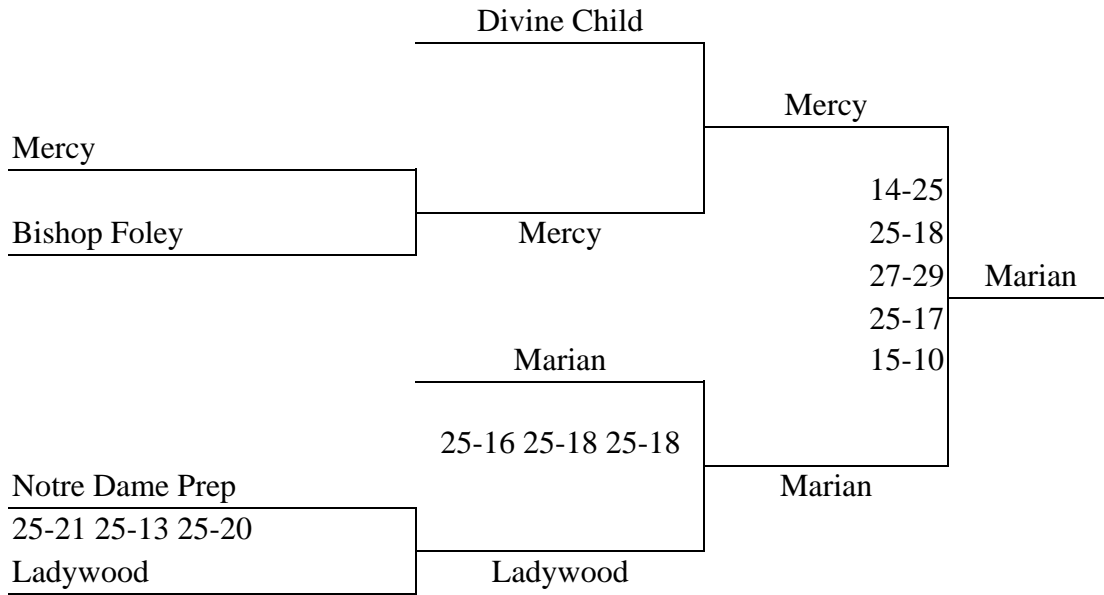 Divine Child
Mercy
Mercy
14-25
Bishop Foley
Mercy
25-18
27-29
Marian
25-17
Marian
15-10
25-16 25-18 25-18
Notre Dame Prep
Marian
25-21 25-13 25-20
Ladywood
Ladywood